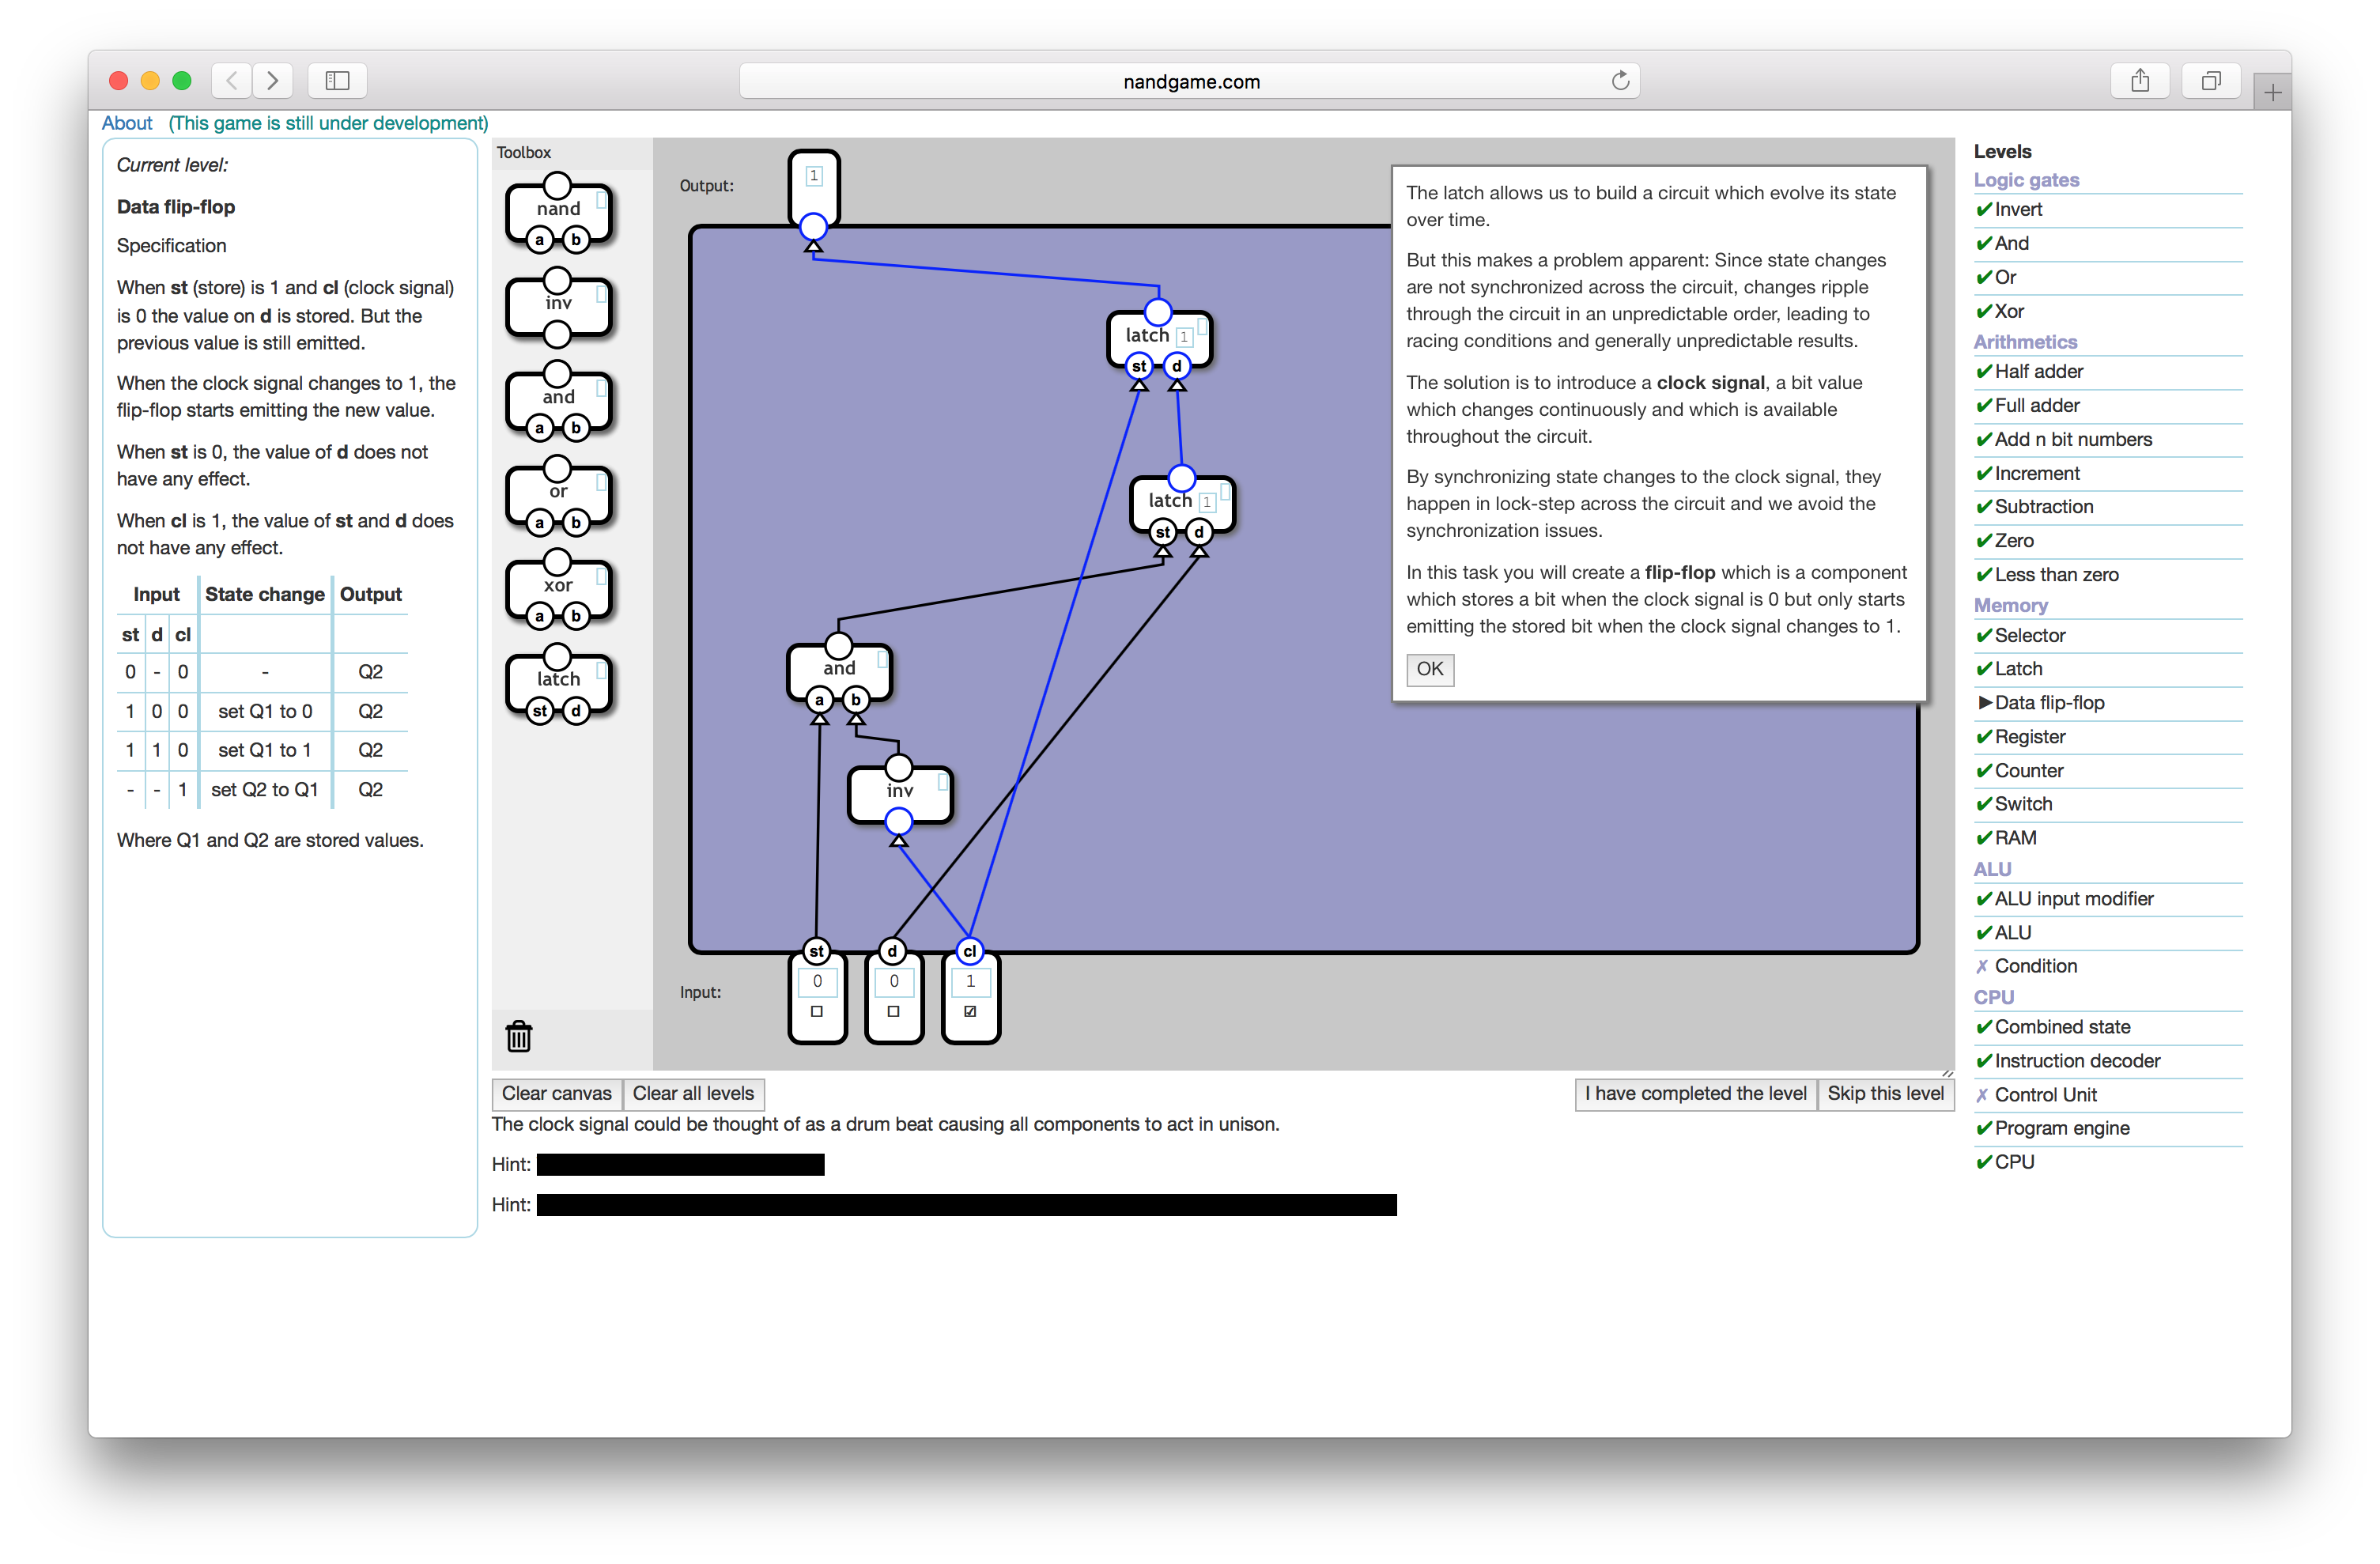 nandgame.com
About (This game is still under development)
Current level:
Data flip-flop
Specification
When st (store) is 1 and cl (clock signal)
is 0 the value on d is stored. But the
previous value is still emitted.
When the clock signal changes to 1, the
flip-flop starts emitting the new value.
When st is 0, the value of d does not
have any effect.
When cl is 1, the value of st and d does
not have any effect.
Input State change Output
st d cl
0 - 0 - Q2
1 0 0 set Q1 to 0 Q2
1 1 0 set Q1 to 1 Q2
- - 1 set Q2 to Q1 Q2
Where Q1 and Q2 are stored values.
Toolbox
nand
a b
inv
and
a b
or
a b
xor
a b
latch
st d
Output:
1
latch 1
st d
latch 1
st d
and
a b
inv
st d cl
Input:
0 0 1
The latch allows us to build a circuit which evolve its state
over time.
But this makes a problem apparent: Since state changes
are not synchronized across the circuit, changes ripple
through the circuit in an unpredictable order, leading to
racing conditions and generally unpredictable results.
The solution is to introduce a clock signal, a bit value
which changes continuously and which is available
throughout the circuit.
By synchronizing state changes to the clock signal, they
happen in lock-step across the circuit and we avoid the
synchronization issues.
In this task you will create a flip-flop which is a component
which stores a bit when the clock signal is 0 but only starts
emitting the stored bit when the clock signal changes to 1.
OK
Clear canvas Clear all levels
I have completed the level Skip this level
The clock signal could be thought of as a drum beat causing all components to act in unison.
Hint:
Hint:
Levels
Logic gates
✔Invert
✔And
✔Or
✔Xor
Arithmetics
✔Half adder
✔Full adder
✔Add n bit numbers
✔Increment
✔Subtraction
✔Zero
✔Less than zero
Memory
✔Selector
✔Latch
▶Data flip-flop
✔Register
✔Counter
✔Switch
✔RAM
ALU
✔ALU input modifier
✔ALU
✗ Condition
CPU
✔Combined state
✔Instruction decoder
✗ Control Unit
✔Program engine
✔CPU